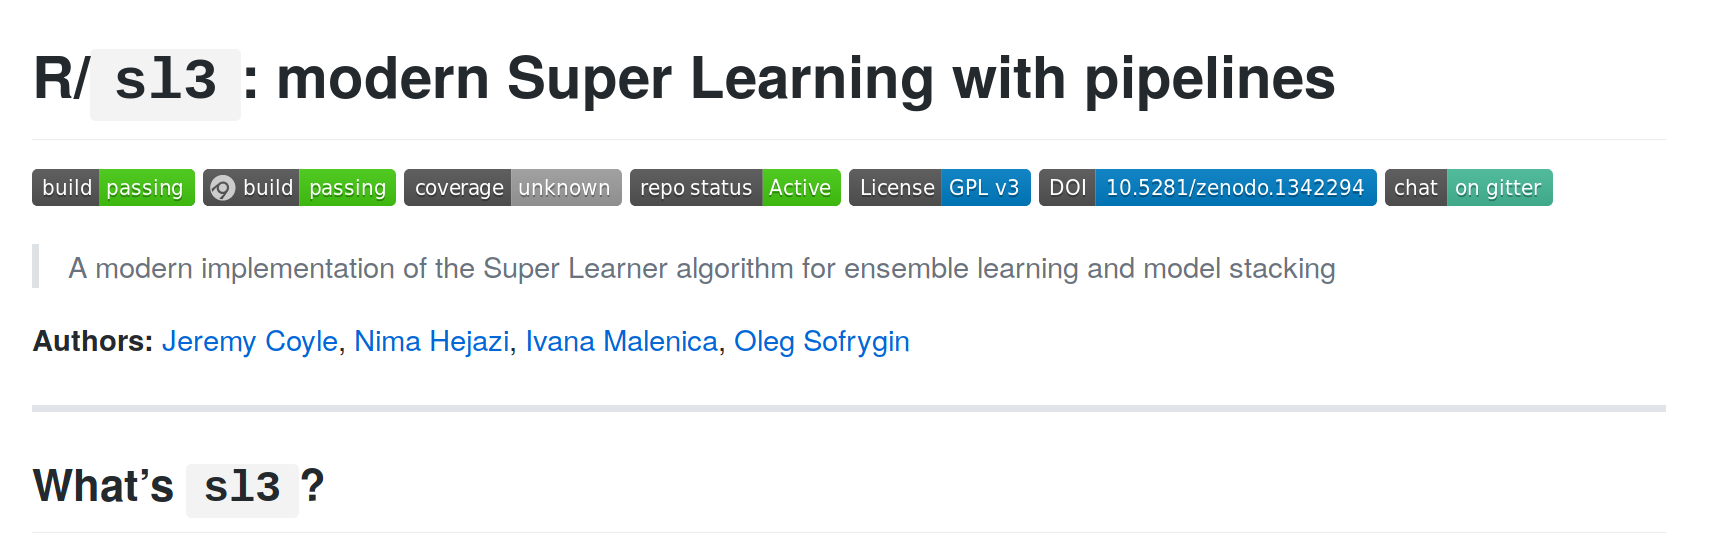 R/sl3: modern Super Learning with pipelines
build passing build passing coverage unknown repo status Active License GPL v3 DOI 10.5281/zenodo.1342294 chat on gitter
A modern implementation of the Super Learner algorithm for ensemble learning and model stacking
Authors: Jeremy Coyle, Nima Hejazi, Ivana Malenica, Oleg Sofrygin
What’s sl3?